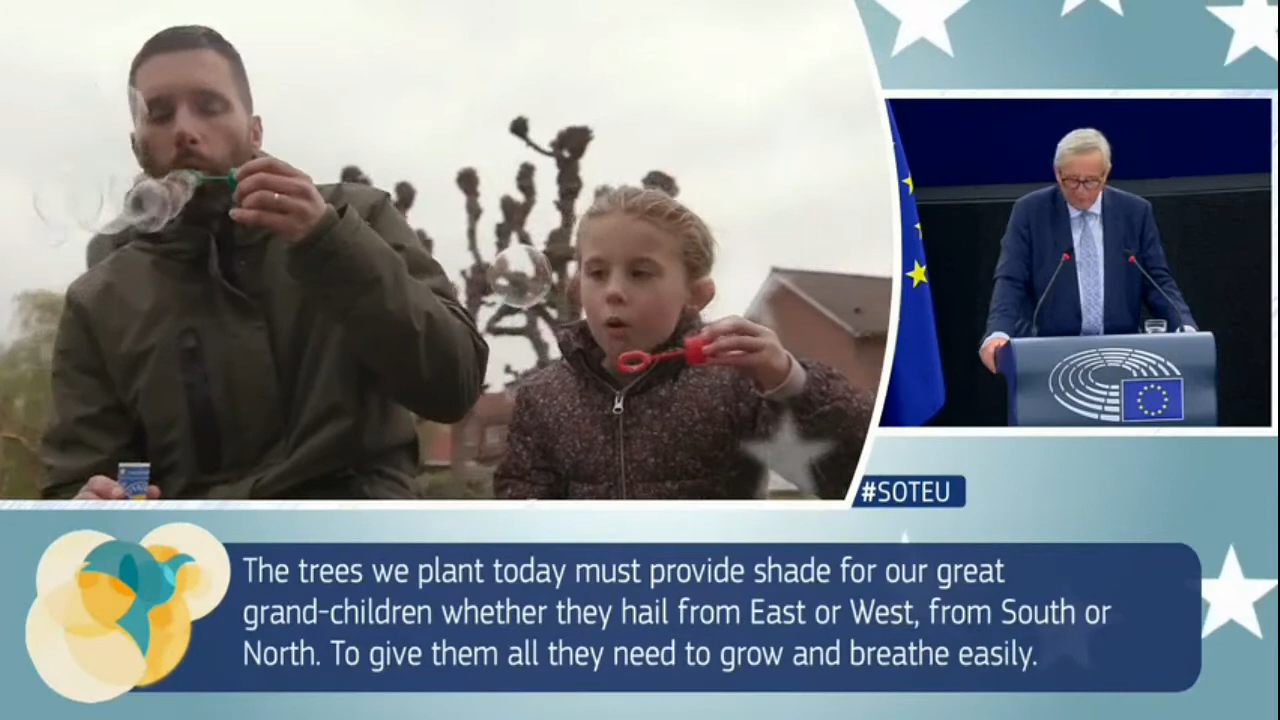 #SOTEU
The trees we plant today must provide shade for our great
grand-children whether they hail from East or West, from South or
North. To give them all they need to grow and breathe easily.